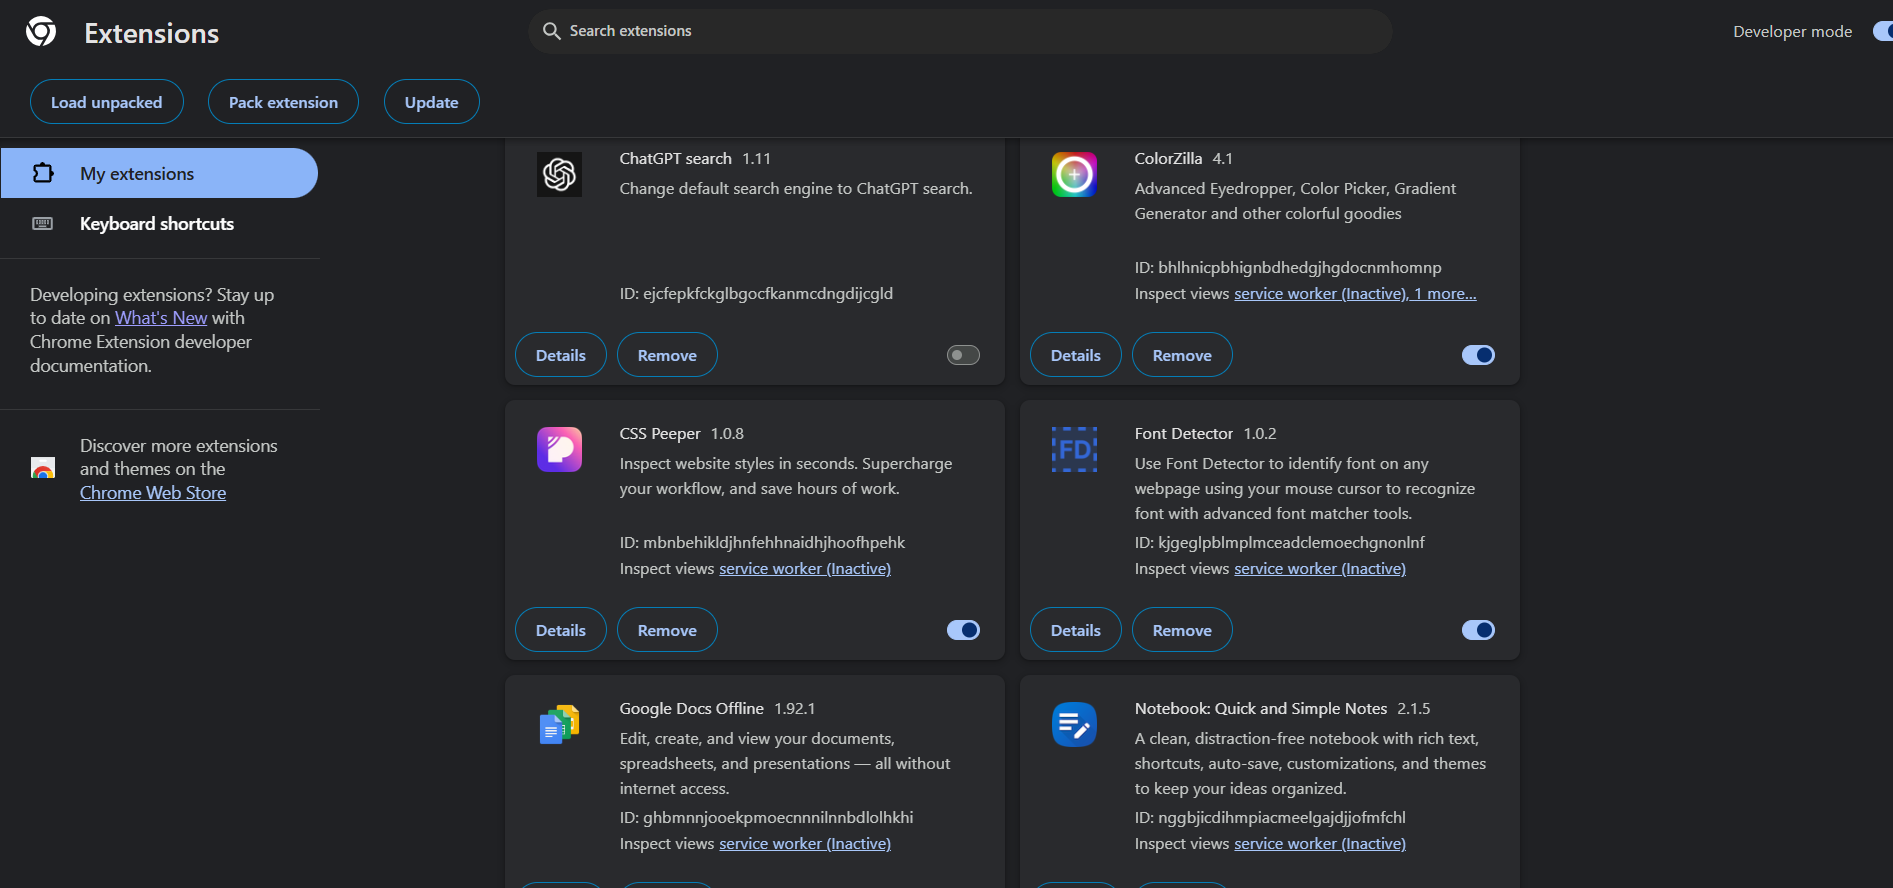 Extensions
Search extensions
Developer mode
Load unpacked
Pack extension
Update
My extensions
Keyboard shortcuts
Developing extensions? Stay up
to date on What's New with
Chrome Extension developer
documentation.
Discover more extensions
and themes on the
Chrome Web Store
ChatGPT search 1.11
Change default search engine to ChatGPT search.
ID: ejcfepkfckglbgocfkanmcdngdijcgld
Details
Remove
ColorZilla 4.1
Advanced Eyedropper, Color Picker, Gradient
Generator and other colorful goodies
ID: bhlhnicpbhignbdhedgjhgdocnmhomnp
Inspect views service worker (Inactive), 1 more...
Details
Remove
CSS Peeper 1.0.8
Inspect website styles in seconds. Supercharge
your workflow, and save hours of work.
ID: mbnbehikldjhnfehhnaidhjhoofhpehk
Inspect views service worker (Inactive)
Details
Remove
FD
Font Detector 1.0.2
Use Font Detector to identify font on any
webpage using your mouse cursor to recognize
font with advanced font matcher tools.
ID: kjgeglpblmplmceadclemoechgnonlnf
Inspect views service worker (Inactive)
Details
Remove
Google Docs Offline 1.92.1
Edit, create, and view your documents,
spreadsheets, and presentations — all without
internet access.
ID: ghbmnnjooekpmoecnnnilnnbdlolhkhi
Inspect views service worker (Inactive)
Notebook: Quick and Simple Notes 2.1.5
A clean, distraction-free notebook with rich text,
shortcuts, auto-save, customizations, and themes
to keep your ideas organized.
ID: nggbjicdihmpiacmeelgajdjjofmfchl
Inspect views service worker (Inactive)